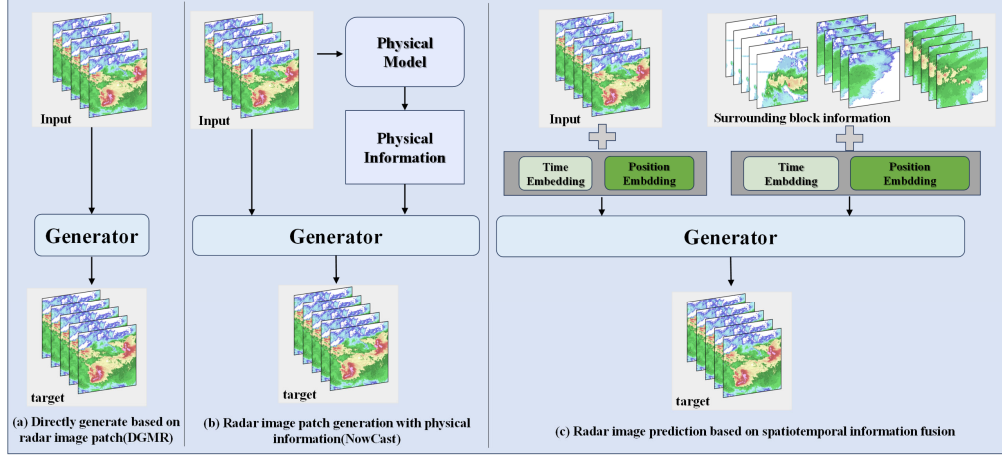 Input
Generator
target
(a) Directly generate based on
radar image patch(DGMR)
Input
Physical
Model
Physical
Information
Generator
(b) Radar image patch generation with physical
information(NowCast)
Input
Surrounding block information
Time
Embedding
Position
Embdding
Time
Embdding
Position
Embdding
Generator
target
(c) Radar image prediction based on spatiotemporal information fusion